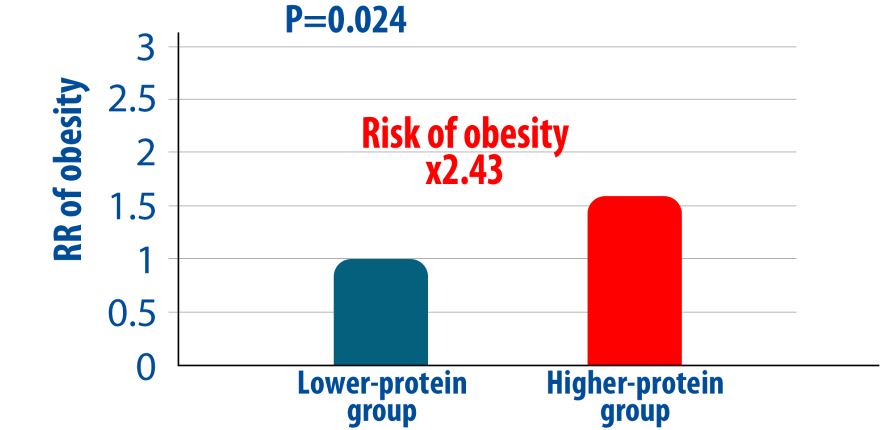 P=0.024
RR of obesity
3
2.5
2
1.5
1
0.5
0
Risk of obesity
x2.43
Lower-protein
group
Higher-protein
group